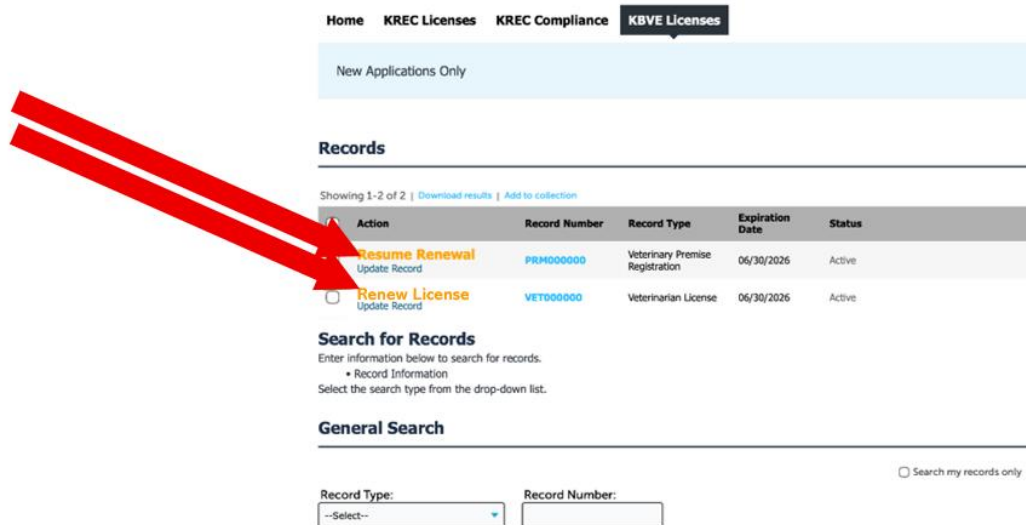 Home KREC Licenses KREC Compliance KBVE Licenses
New Applications Only
Records
Showing 1-2 of 2 | Download results | Add to collection
Action Record Number Record Type Expiration Date Status
Resume Renewal PRM000000 Veterinary Premise Registration 06/30/2026 Active
Update Record
Renew License VET000000 Veterinarian License 06/30/2026 Active
Update Record
Search for Records
Enter information below to search for records.
• Record Information
Select the search type from the drop-down list.
General Search
Search my records only
Record Type: Record Number:
--Select--